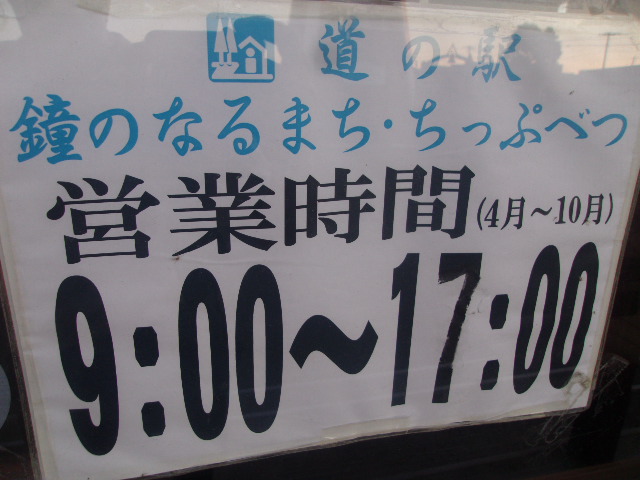 道の駅
鐘のなるまち・ちっぷべつ
営業時間(4月～10月)
9:00～17:00